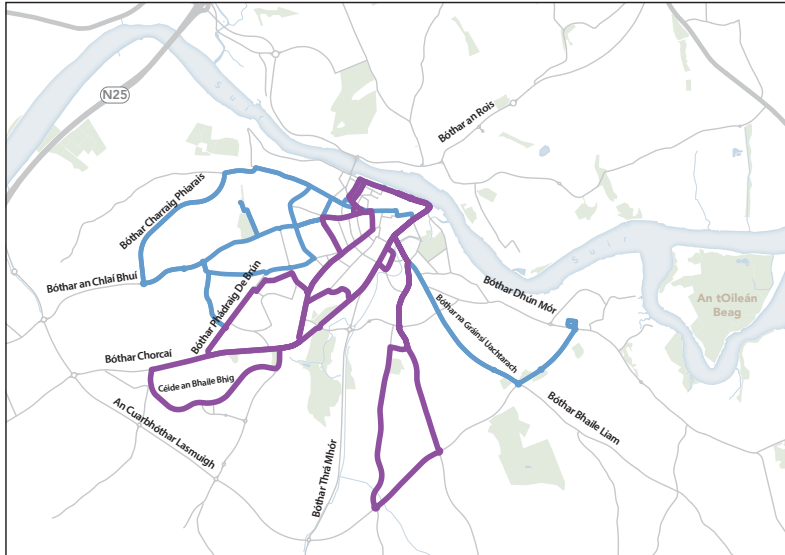 N25
Suir
Bóthar an Rois
Bóthar Charraig Phiarais
Suir
Bóthar an Chlaí Bhuí
Bóthar Phádraig De Brún
Bóthar Dhún Mór
An tOileán
Beag
Bóthar na Gráinsí Uachtarach
Bóthar Chorcaí
Céide an Bhaile Bhig
An Cuarbhóthar Lasmuigh
Bóthar Bhaile Liam
Bóthar Thrá Mhór